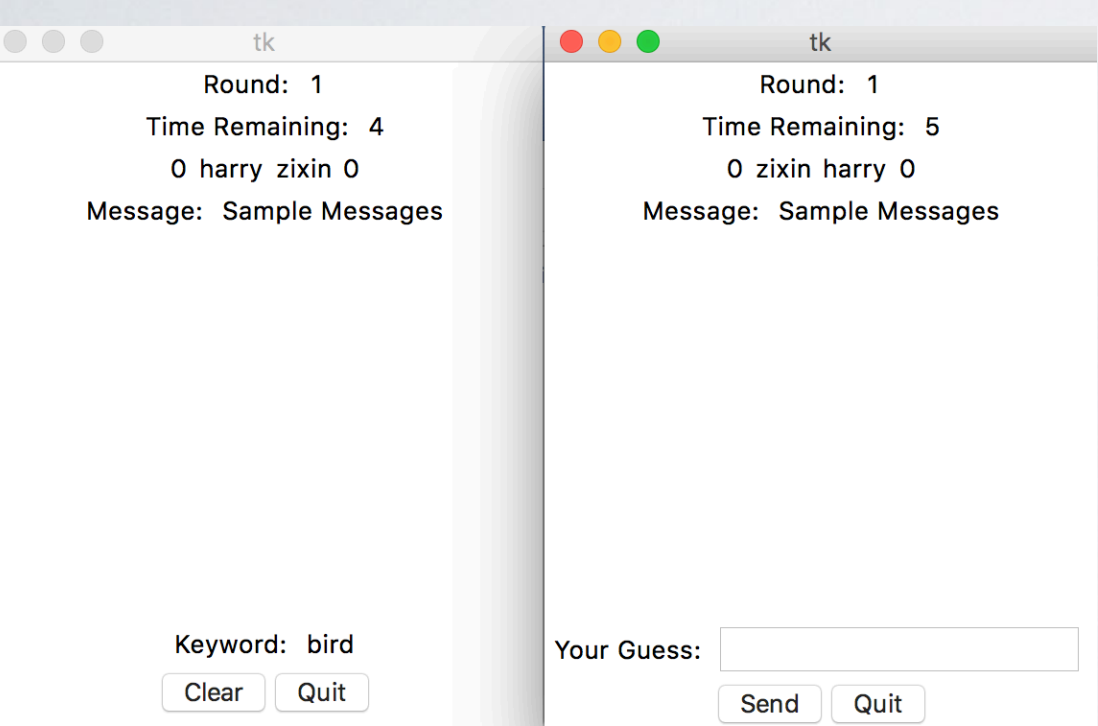 tk
Round: 1
Time Remaining: 4
0 harry zixin 0
Message: Sample Messages
Keyword: bird
Clear Quit
tk
Round: 1
Time Remaining: 5
0 zixin harry 0
Message: Sample Messages
Your Guess:
Send Quit